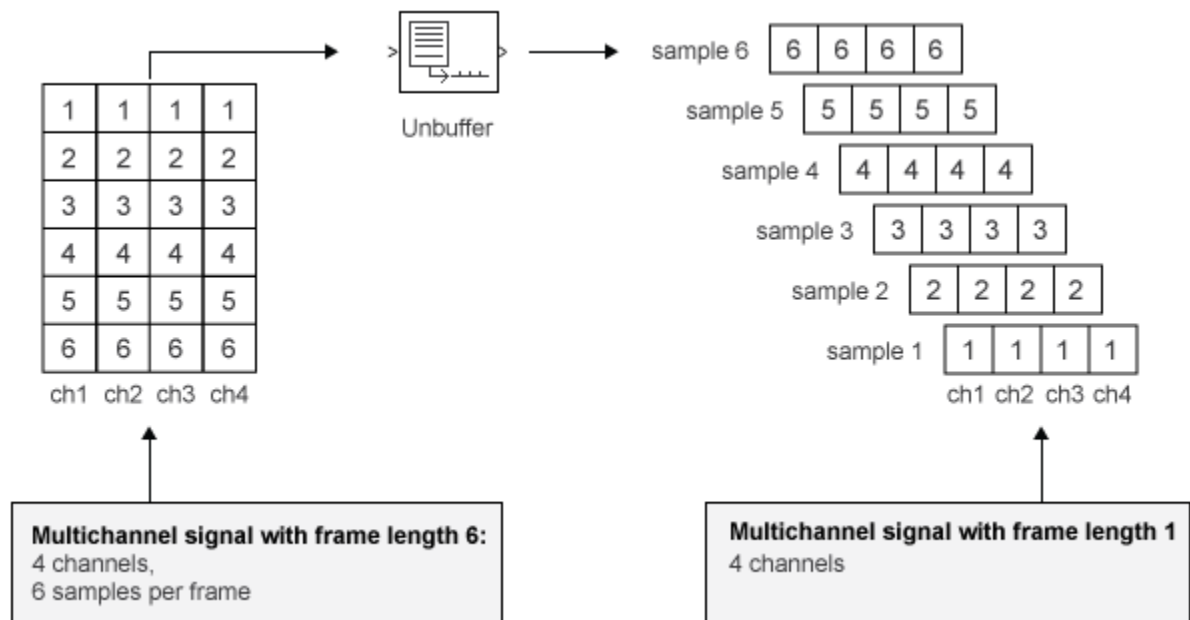 1 1 1 1
2 2 2 2
3 3 3 3
4 4 4 4
5 5 5 5
6 6 6 6
ch1 ch2 ch3 ch4
Multichannel signal with frame length 6:
4 channels,
6 samples per frame
Unbuffer
sample 6 6 6 6 6
sample 5 5 5 5 5
sample 4 4 4 4 4
sample 3 3 3 3 3
sample 2 2 2 2 2
sample 1 1 1 1 1
ch1 ch2 ch3 ch4
Multichannel signal with frame length 1
4 channels